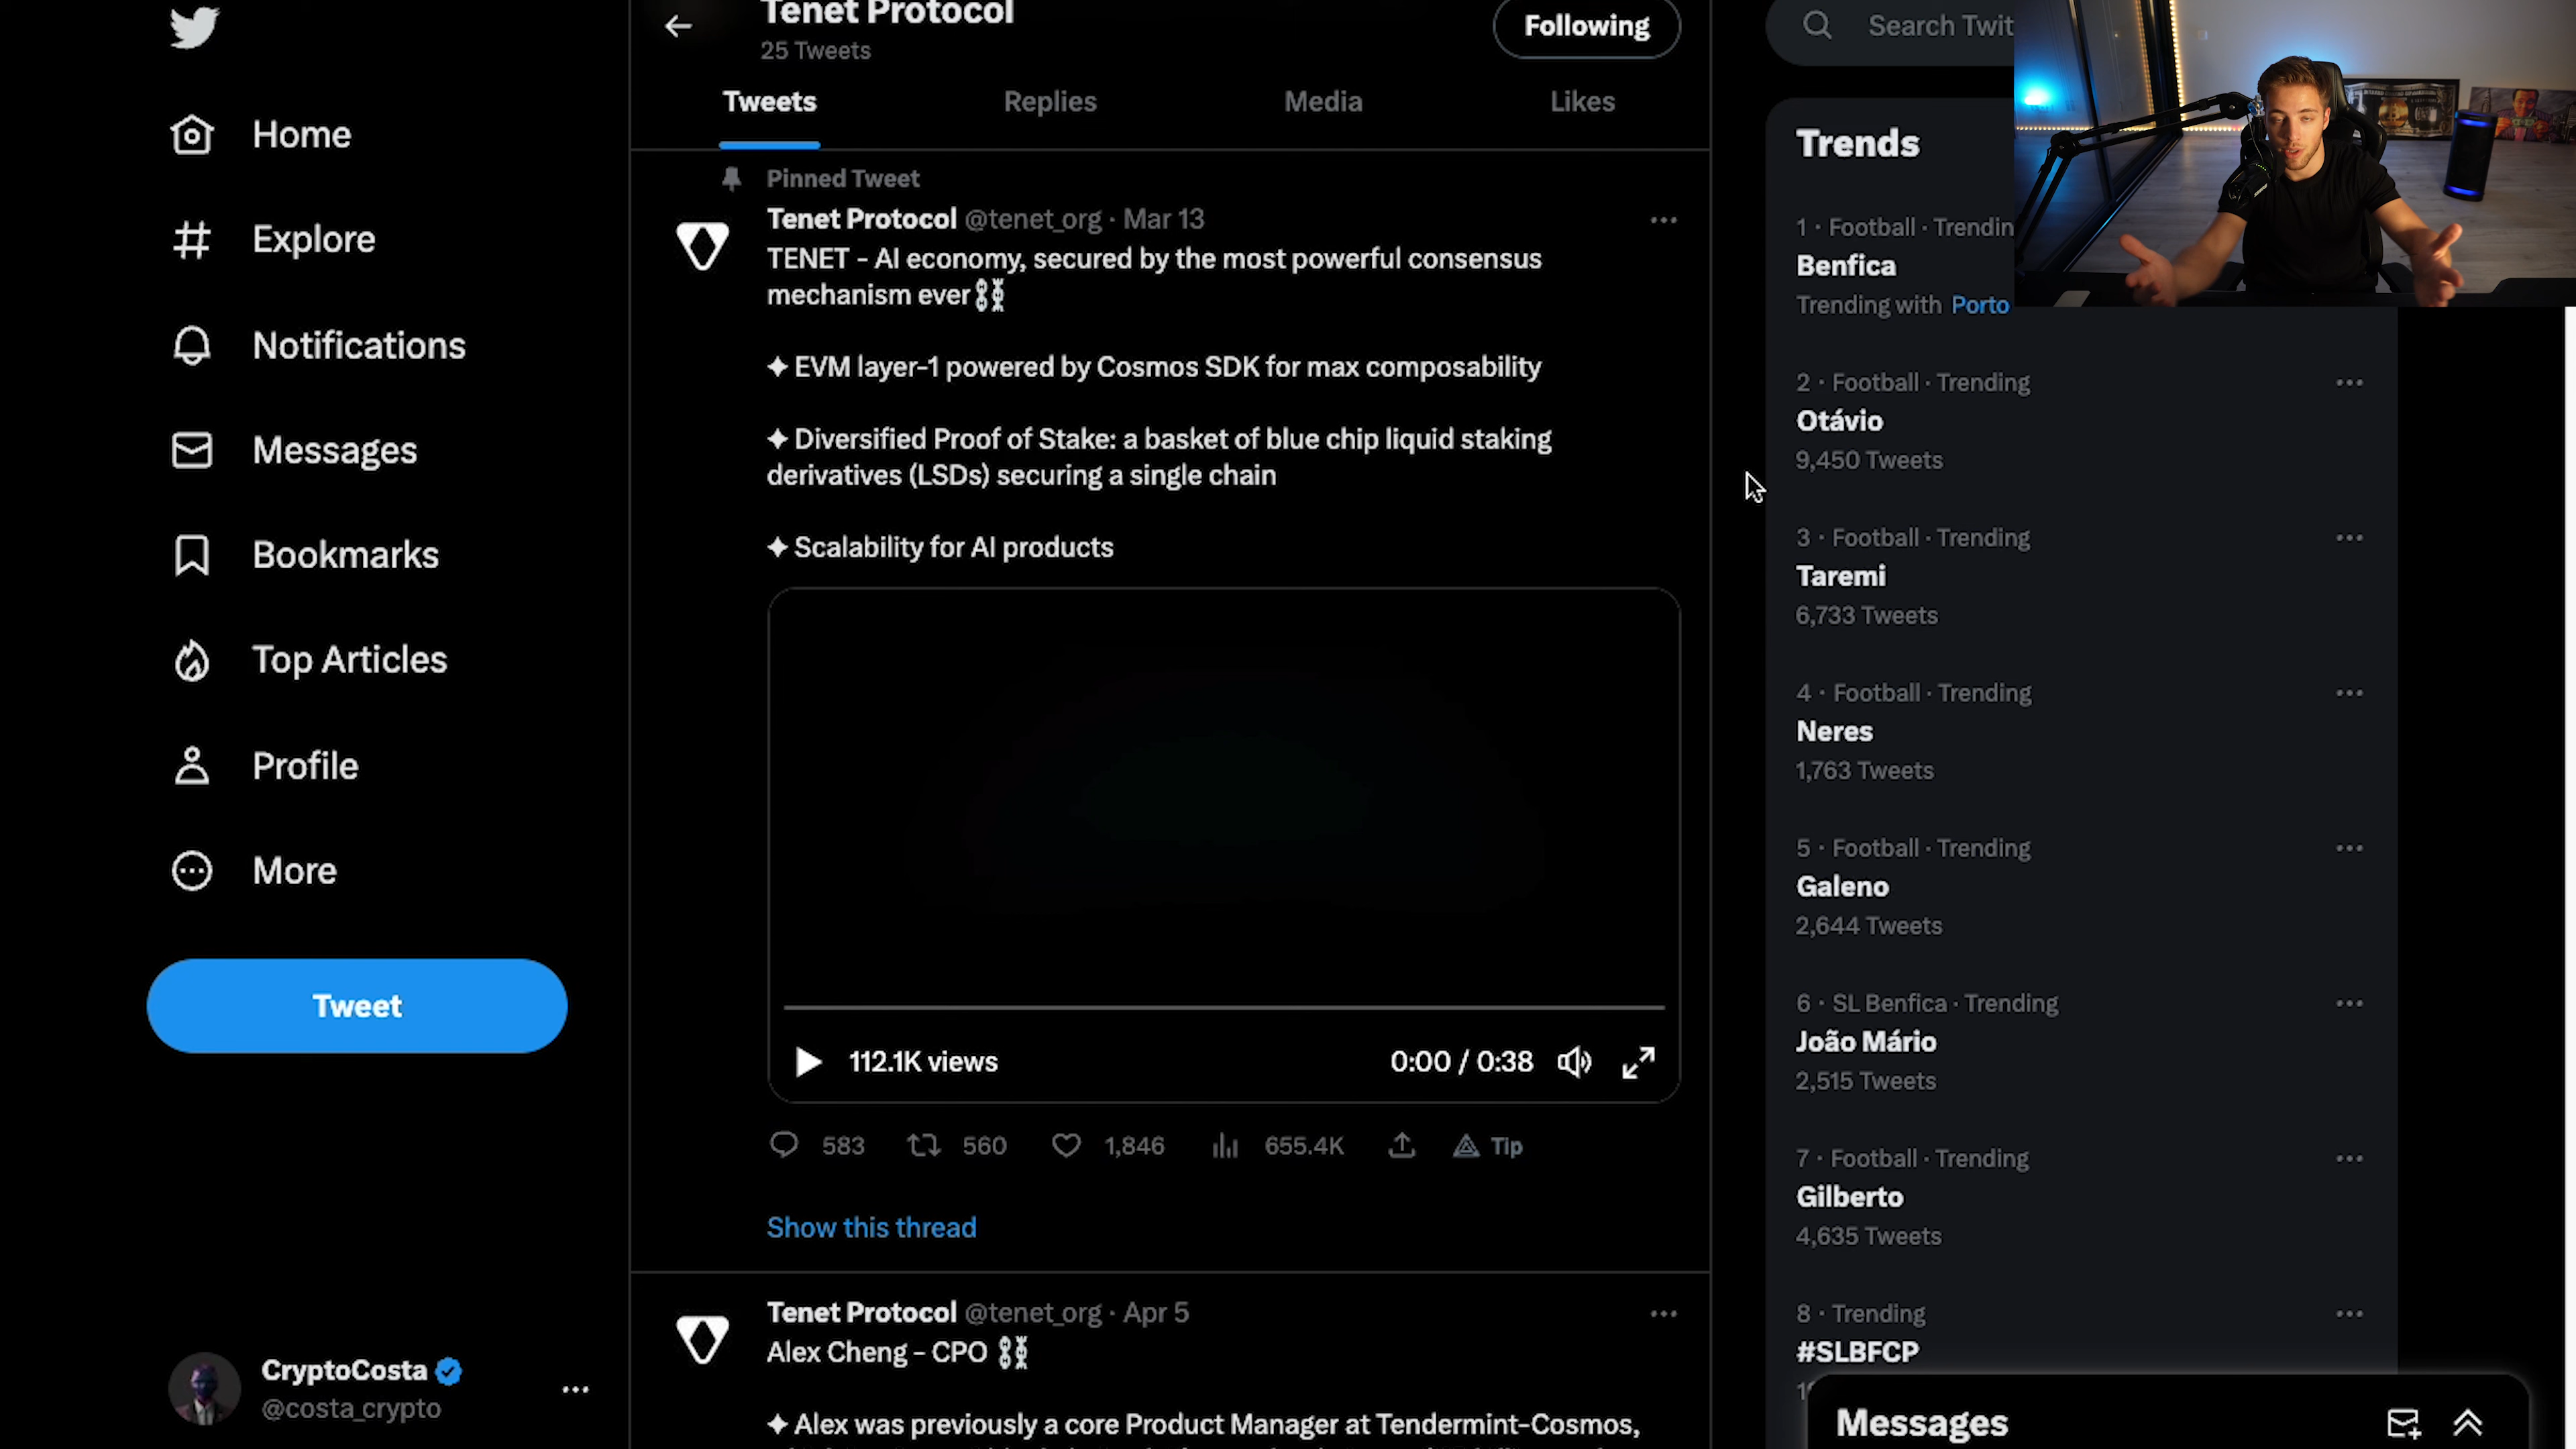 Home
Explore
Notifications
Messages
Bookmarks
Top Articles
Profile
More
Tweet
CryptoCosta
@costa_crypto
Tenet Protocol
25 Tweets
Following
Tweets
Replies
Media
Likes
Pinned Tweet
Tenet Protocol @tenet_org · Mar 13
TENET - AI economy, secured by the most powerful consensus
mechanism ever
✦ EVM layer-1 powered by Cosmos SDK for max composability
✦ Diversified Proof of Stake: a basket of blue chip liquid staking
derivatives (LSDs) securing a single chain
✦ Scalability for AI products
112.1K views
0:00 / 0:38
583
560
1,846
655.4K
Tip
Show this thread
Tenet Protocol @tenet_org · Apr 5
Alex Cheng - CPO
✦ Alex was previously a core Product Manager at Tendermint-Cosmos,
Search Twit
Trends
1 · Football · Trendin
Benfica
Trending with Porto
2 · Football · Trending
Otávio
9,450 Tweets
3 · Football · Trending
Taremi
6,733 Tweets
4 · Football · Trending
Neres
1,763 Tweets
5 · Football · Trending
Galeno
2,644 Tweets
6 · SL Benfica · Trending
João Mário
2,515 Tweets
7 · Football · Trending
Gilberto
4,635 Tweets
8 · Trending
#SLBFCP
Messages